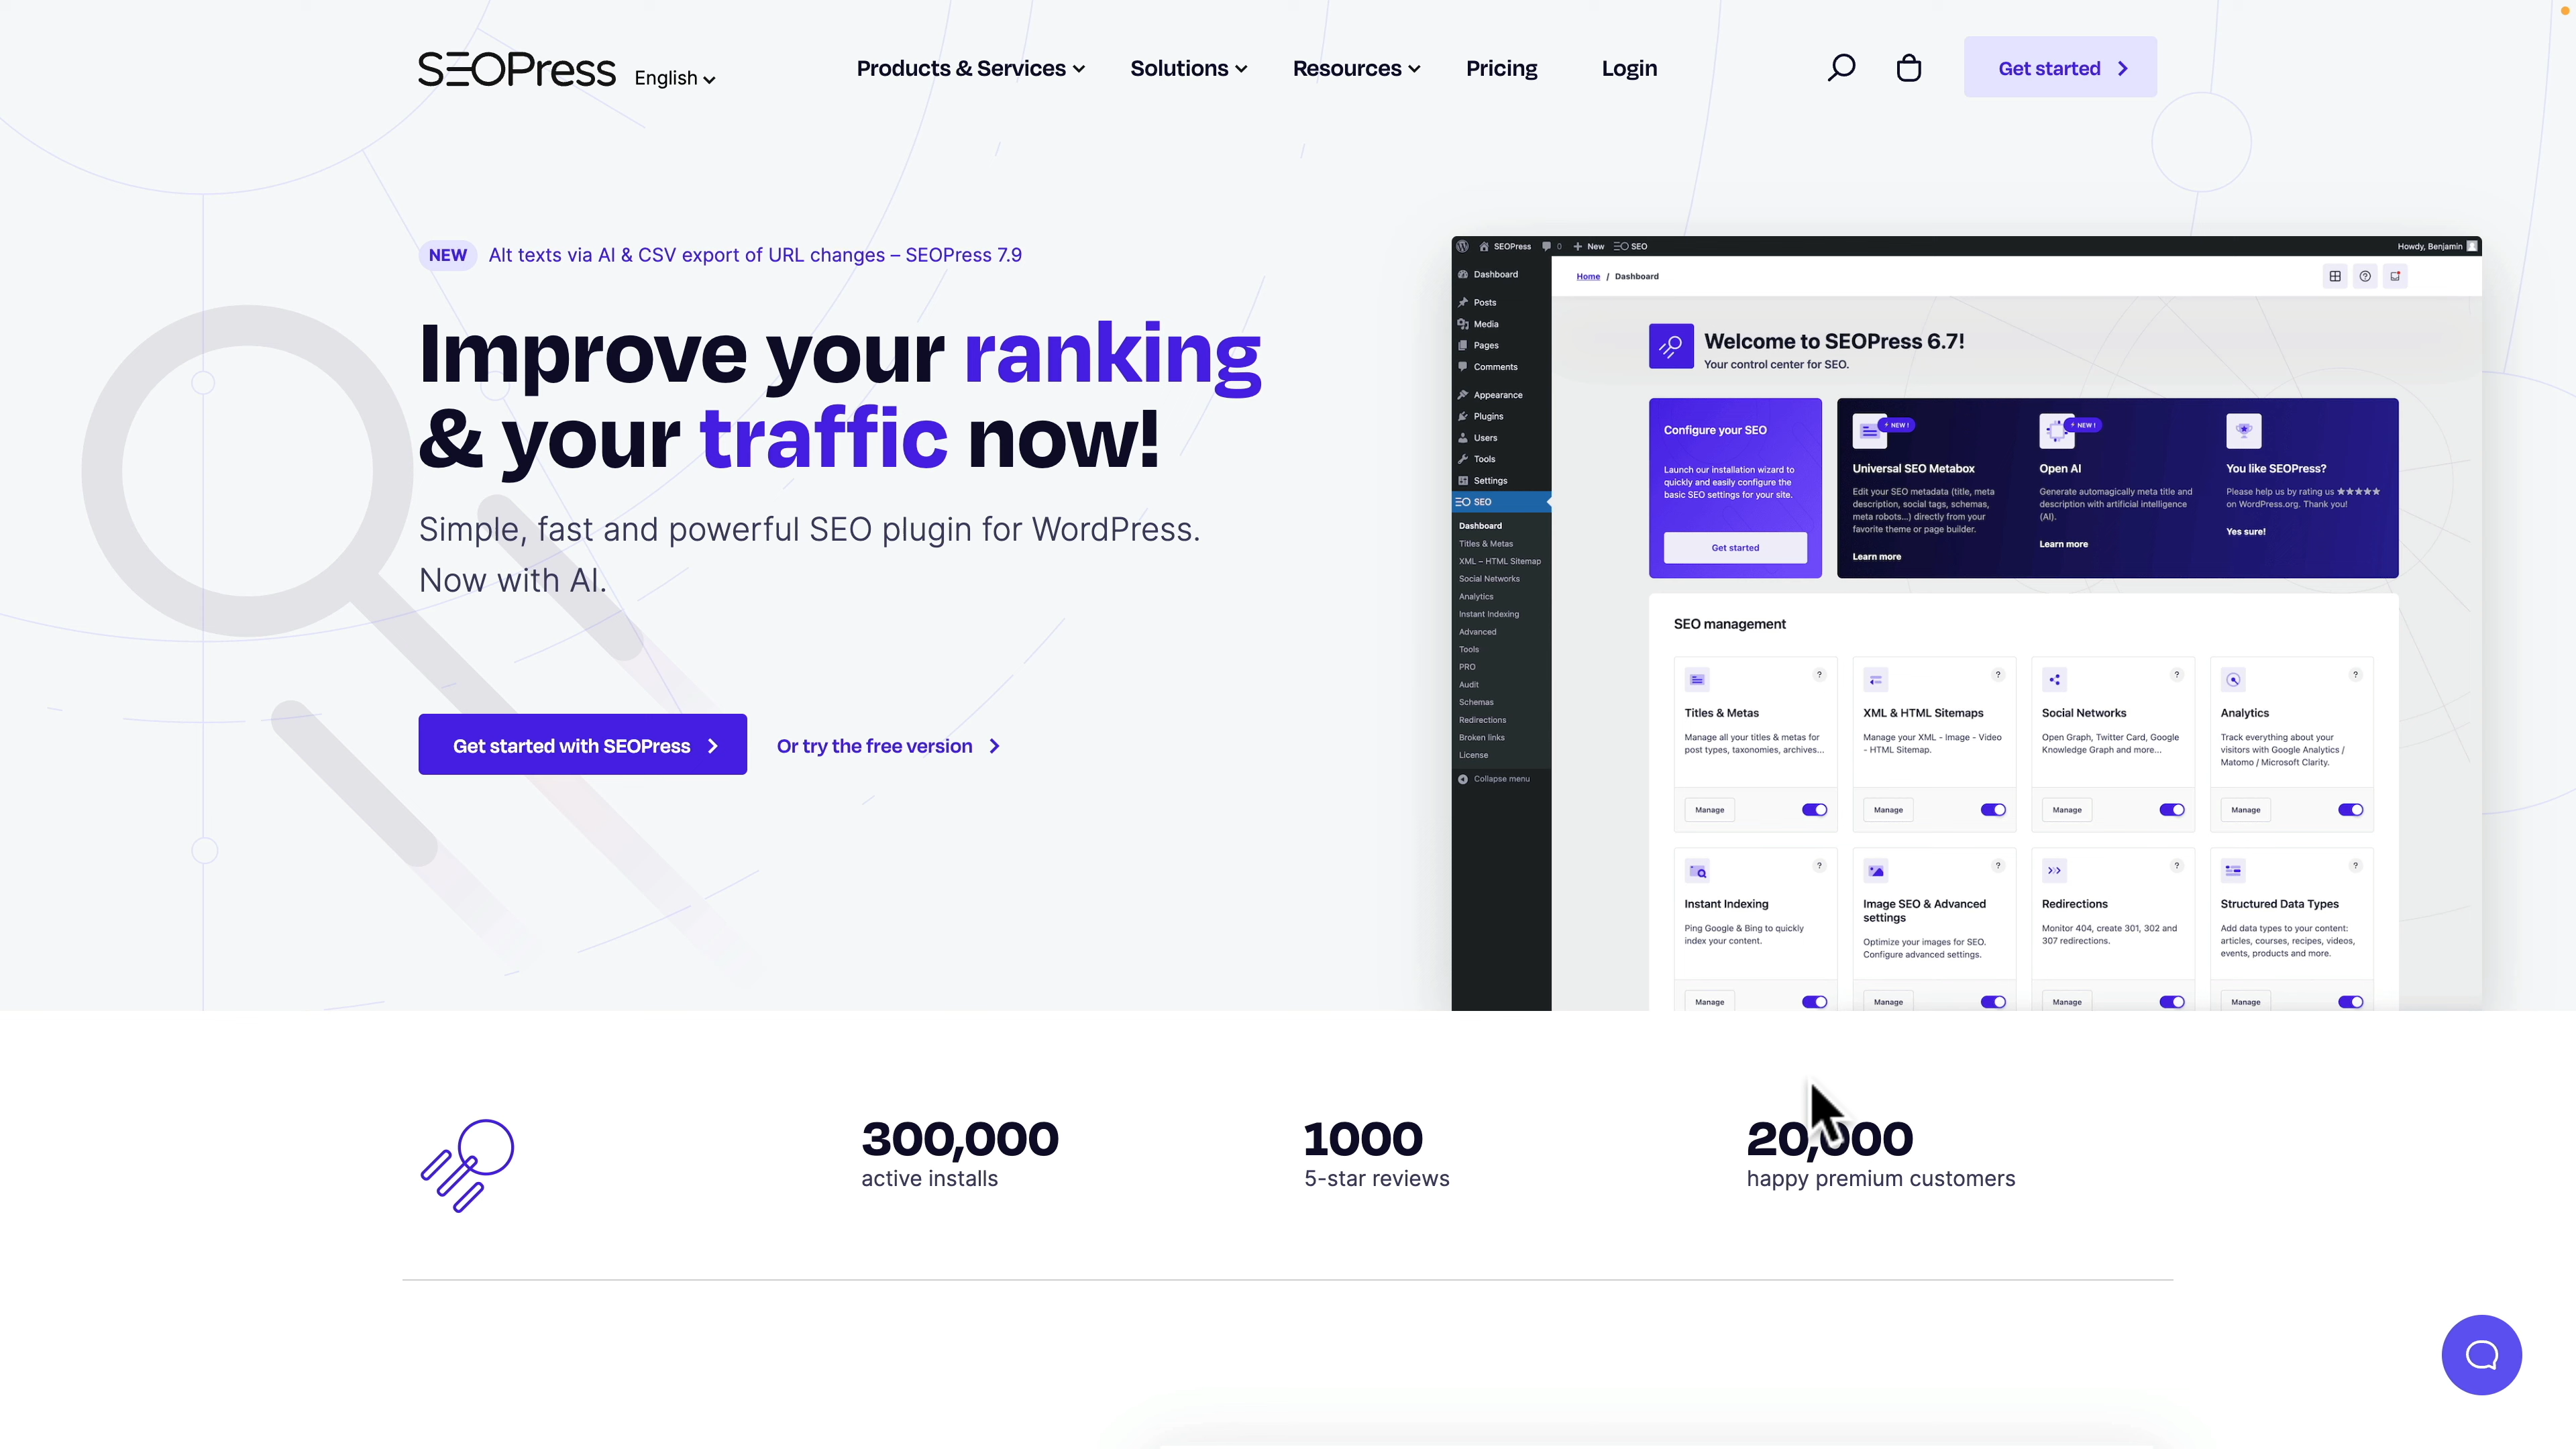 SEOPress
English
Products & Services
Solutions
Resources
Pricing
Login
Get started
NEW
Alt texts via AI & CSV export of URL changes – SEOPress 7.9
Improve your ranking
& your traffic now!
Simple, fast and powerful SEO plugin for WordPress.
Now with AI.
Get started with SEOPress
Or try the free version
SEOPress
0
New
SEO
Howdy, Benjamin
Dashboard
Posts
Media
Pages
Comments
Appearance
Plugins
Users
Tools
Settings
SEO
Dashboard
Titles & Metas
XML – HTML Sitemap
Social Networks
Analytics
Instant Indexing
Advanced
Tools
PRO
Audit
Schemas
Redirections
Broken links
License
Collapse menu
Home / Dashboard
Welcome to SEOPress 6.7!
Your control center for SEO.
Configure your SEO
Launch our installation wizard to
quickly and easily configure the
basic SEO settings for your site.
Get started
NEW !
Universal SEO Metabox
Edit your SEO metadata (title, meta
description, social tags, schemas,
meta robots...) directly from your
favorite theme or page builder.
Learn more
NEW !
Open AI
Generate automagically meta title and
description with artificial intelligence
(AI).
Learn more
You like SEOPress?
Please help us by rating us ★★★★★
on WordPress.org. Thank you!
Yes sure!
SEO management
?
Titles & Metas
Manage all your titles & metas for
post types, taxonomies, archives...
Manage
?
XML & HTML Sitemaps
Manage your XML - Image - Video
- HTML Sitemap.
Manage
?
Social Networks
Open Graph, Twitter Card, Google
Knowledge Graph and more...
Manage
?
Analytics
Track everything about your
visitors with Google Analytics /
Matomo / Microsoft Clarity.
Manage
?
Instant Indexing
Ping Google & Bing to quickly
index your content.
Manage
?
Image SEO & Advanced
settings
Optimize your images for SEO.
Configure advanced settings.
Manage
?
Redirections
Monitor 404, create 301, 302 and
307 redirections.
Manage
?
Structured Data Types
Add data types to your content:
articles, courses, recipes, videos,
events, products and more.
Manage
300,000
active installs
1000
5-star reviews
20,000
happy premium customers